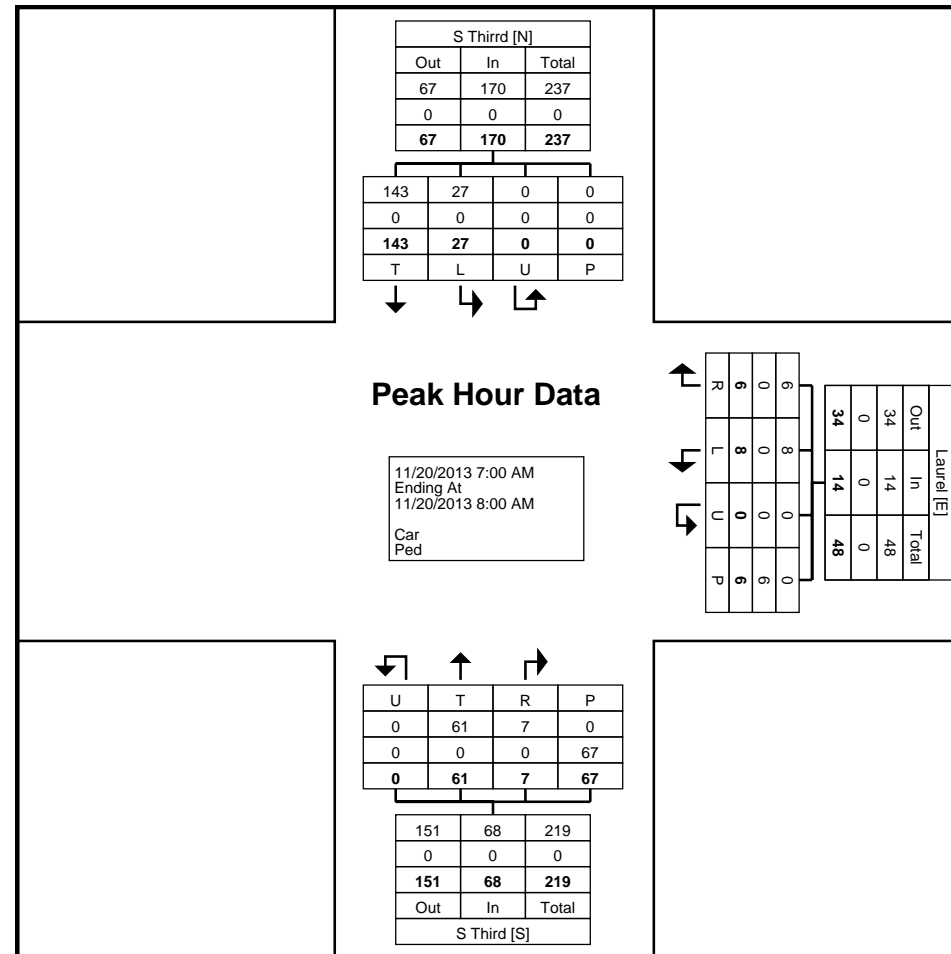 S Thirrd [N]
Out In Total
67 170 237
0 0 0
67 170 237
143 27 0 0
0 0 0 0
143 27 0 0
T L U P
Peak Hour Data
11/20/2013 7:00 AM
Ending At
11/20/2013 8:00 AM
Car
Ped
Laurel [E]
Out In Total
34 14 48
0 0 0
34 14 48
6 8 0 0
0 0 0 6
6 8 0 6
R L U P
U T R P
0 61 7 0
0 0 0 67
0 61 7 67
151 68 219
0 0 0
151 68 219
Out In Total
S Third [S]